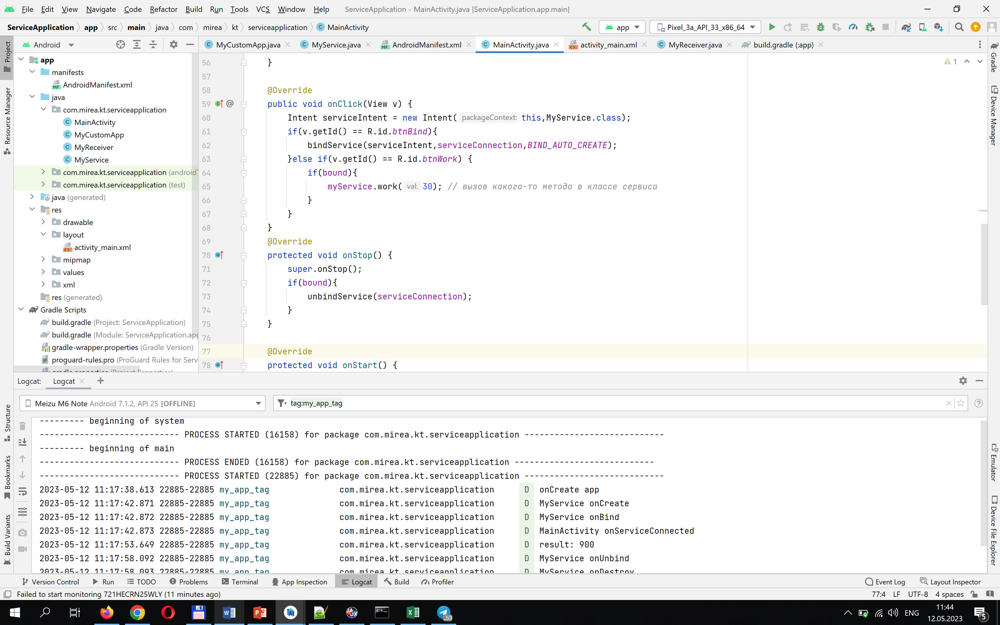 File Edit View Navigate Code Refactor Build Run Tools VCS Window Help ServiceApplication - MainActivity.java [ServiceApplication.app.main]
ServiceApplication app src main java com mirea kt serviceapplication MainActivity app Pixel_3a_API_33_x86_64
Android
MyCustomApp.java MyService.java AndroidManifest.xml MainActivity.java activity_main.xml MyReceiver.java build.gradle (:app)
Project
Resource Manager
Structure
Bookmarks
Build Variants
app
manifests
AndroidManifest.xml
java
com.mirea.kt.serviceapplication
MainActivity
MyCustomApp
MyReceiver
MyService
com.mirea.kt.serviceapplication (androidT
com.mirea.kt.serviceapplication (test)
java (generated)
res
drawable
layout
activity_main.xml
mipmap
values
xml
res (generated)
Gradle Scripts
build.gradle (Project: ServiceApplication)
build.gradle (Module: ServiceApplication.app
gradle-wrapper.properties (Gradle Version)
proguard-rules.pro (ProGuard Rules for Serv
gradle.properties (Project Properties)
1
56 }
57
58 @Override
59 @ public void onClick(View v) {
60 Intent serviceIntent = new Intent( packageContext: this,MyService.class);
61 if(v.getId() == R.id.btnBind){
62 bindService(serviceIntent,serviceConnection,BIND_AUTO_CREATE);
63 }else if(v.getId() == R.id.btnWork) {
64 if(bound){
65 myService.work( val: 30); // вызов какого-то метода в классе сервиса
66 }
67 }
68 }
69 @Override
70 protected void onStop() {
71 super.onStop();
72 if(bound){
73 unbindService(serviceConnection);
74 }
75 }
76
77 @Override
78 protected void onStart() {
Gradle
Device Manager
Emulator
Device File Explorer
Logcat: Logcat
Meizu M6 Note Android 7.1.2, API 25 [OFFLINE] tag:my_app_tag
--------- beginning of system
---------------------------- PROCESS STARTED (16158) for package com.mirea.kt.serviceapplication ----------------------------
--------- beginning of main
---------------------------- PROCESS ENDED (16158) for package com.mirea.kt.serviceapplication ----------------------------
---------------------------- PROCESS STARTED (22885) for package com.mirea.kt.serviceapplication ----------------------------
2023-05-12 11:17:38.613 22885-22885 my_app_tag com.mirea.kt.serviceapplication D onCreate app
2023-05-12 11:17:42.871 22885-22885 my_app_tag com.mirea.kt.serviceapplication D MyService onCreate
2023-05-12 11:17:42.872 22885-22885 my_app_tag com.mirea.kt.serviceapplication D MyService onBind
2023-05-12 11:17:42.873 22885-22885 my_app_tag com.mirea.kt.serviceapplication D MainActivity onServiceConnected
2023-05-12 11:17:53.649 22885-22885 my_app_tag com.mirea.kt.serviceapplication D result: 900
2023-05-12 11:17:58.092 22885-22885 my_app_tag com.mirea.kt.serviceapplication D MyService onUnbind
2023-05-12 11:17:58.093 22885-22885 my_app_tag com.mirea.kt.serviceapplication D MyService onDestroy
Version Control Run TODO Problems Terminal App Inspection Logcat Build Profiler Event Log Layout Inspector
Failed to start monitoring 721HECRN25WLY (11 minutes ago) 77:4 LF UTF-8 4 spaces
ENG 11:44
12.05.2023
5
..53